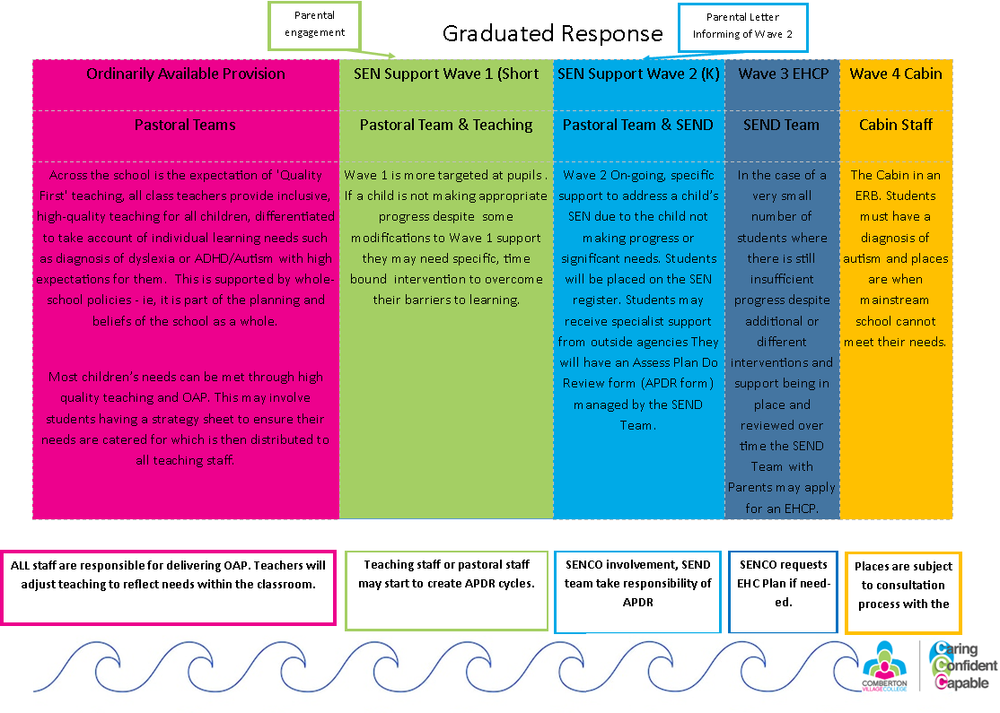 Parental
engagement
Graduated Response
Parental Letter
Informing of Wave 2
Ordinarily Available Provision
Pastoral Teams
Across the school is the expectation of 'Quality
First' teaching, all class teachers provide inclusive,
high-quality teaching for all children, differentiated
to take account of individual learning needs such
as diagnosis of dyslexia or ADHD/Autism with high
expectations for them. This is supported by whole-
school policies - ie, it is part of the planning and
beliefs of the school as a whole.
Most children's needs can be met through high
quality teaching and OAP. This may involve
students having a strategy sheet to ensure their
needs are catered for which is then distributed to
all teaching staff.
SEN Support Wave 1 (Short
Pastoral Team & Teaching
Wave 1 is more targeted at pupils .
If a child is not making appropriate
progress despite some
modifications to Wave 1 support
they may need specific, time
bound intervention to overcome
their barriers to learning.
SEN Support Wave 2 (K)
Pastoral Team & SEND
Wave 2 On-going, specific
support to address a child's
SEN due to the child not
making progress or
significant needs. Students
will be placed on the SEN
register. Students may
receive specialist support
from outside agencies They
will have an Assess Plan Do
Review form (APDR form)
managed by the SEND
Team.
Wave 3 EHCP
SEND Team
In the case of a
very small
number of
students where
there is still
insufficient
progress despite
additional or
different
interventions and
support being in
place and
reviewed over
time the SEND
Team with
Parents may apply
for an EHCP.
Wave 4 Cabin
Cabin Staff
The Cabin in an
ERB. Students
must have a
diagnosis of
autism and places
are when
mainstream
school cannot
meet their needs.
ALL staff are responsible for delivering OAP. Teachers will
adjust teaching to reflect needs within the classroom.
Teaching staff or pastoral staff
may start to create APDR cycles.
SENCO involvement, SEND
team take responsibility of
APDR
SENCO requests
EHC Plan if need-
ed.
Places are subject
to consultation
process with the
COMBERTON
VILLAGE COLLEGE
Caring
Confident
Capable